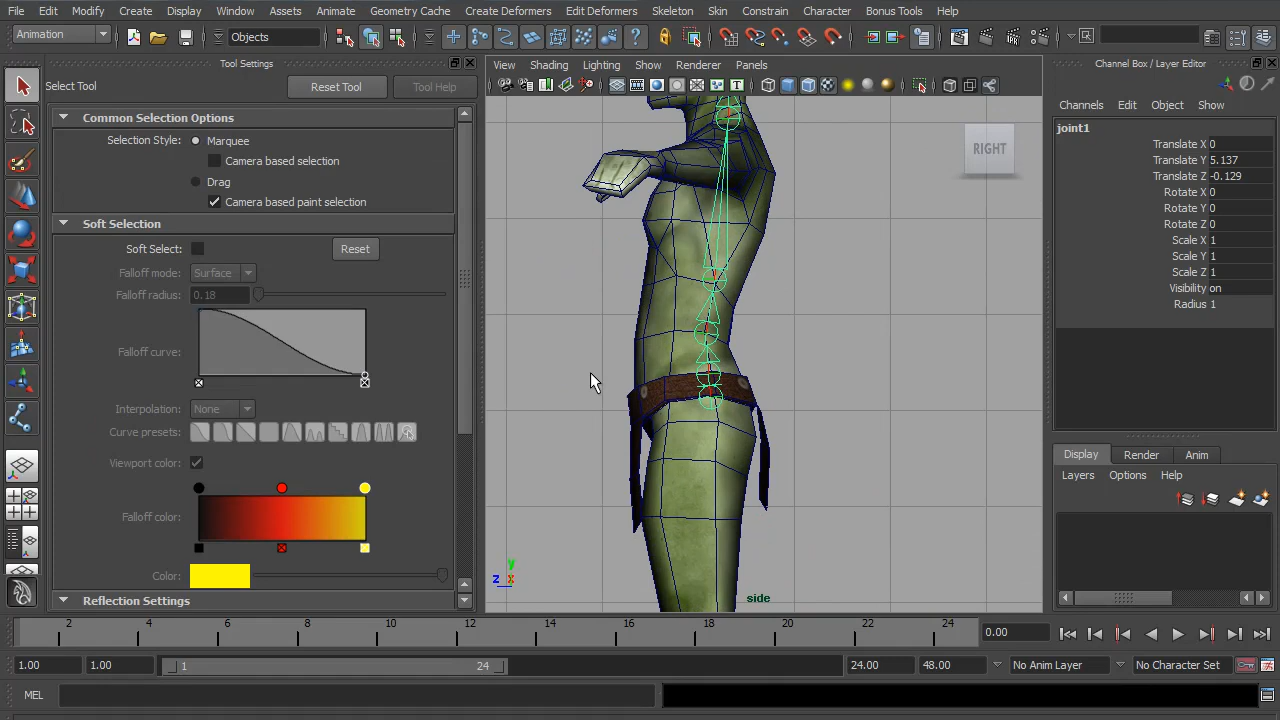 File Edit Modify Create Display Window Assets Animate Geometry Cache Create Deformers Edit Deformers Skeleton Skin Constrain Character Bonus Tools Help
Animation Objects
Tool Settings
Select Tool Reset Tool Tool Help
Common Selection Options
Selection Style: Marquee
Camera based selection
Drag
Camera based paint selection
Soft Selection
Soft Select: Reset
Falloff mode: Surface
Falloff radius: 0.18
Falloff curve:
Interpolation: None
Curve presets:
Viewport color:
Falloff color:
Color:
Reflection Settings
View Shading Lighting Show Renderer Panels
RIGHT
y
z x
side
Channel Box / Layer Editor
Channels Edit Object Show
joint1
Translate X 0
Translate Y 5.137
Translate Z -0.129
Rotate X 0
Rotate Y 0
Rotate Z 0
Scale X 1
Scale Y 1
Scale Z 1
Visibility on
Radius 1
Display Render Anim
Layers Options Help
2 4 6 8 10 12 14 16 18 20 22 24 0.00
1.00 1.00 1 24 24.00 48.00 No Anim Layer No Character Set
MEL